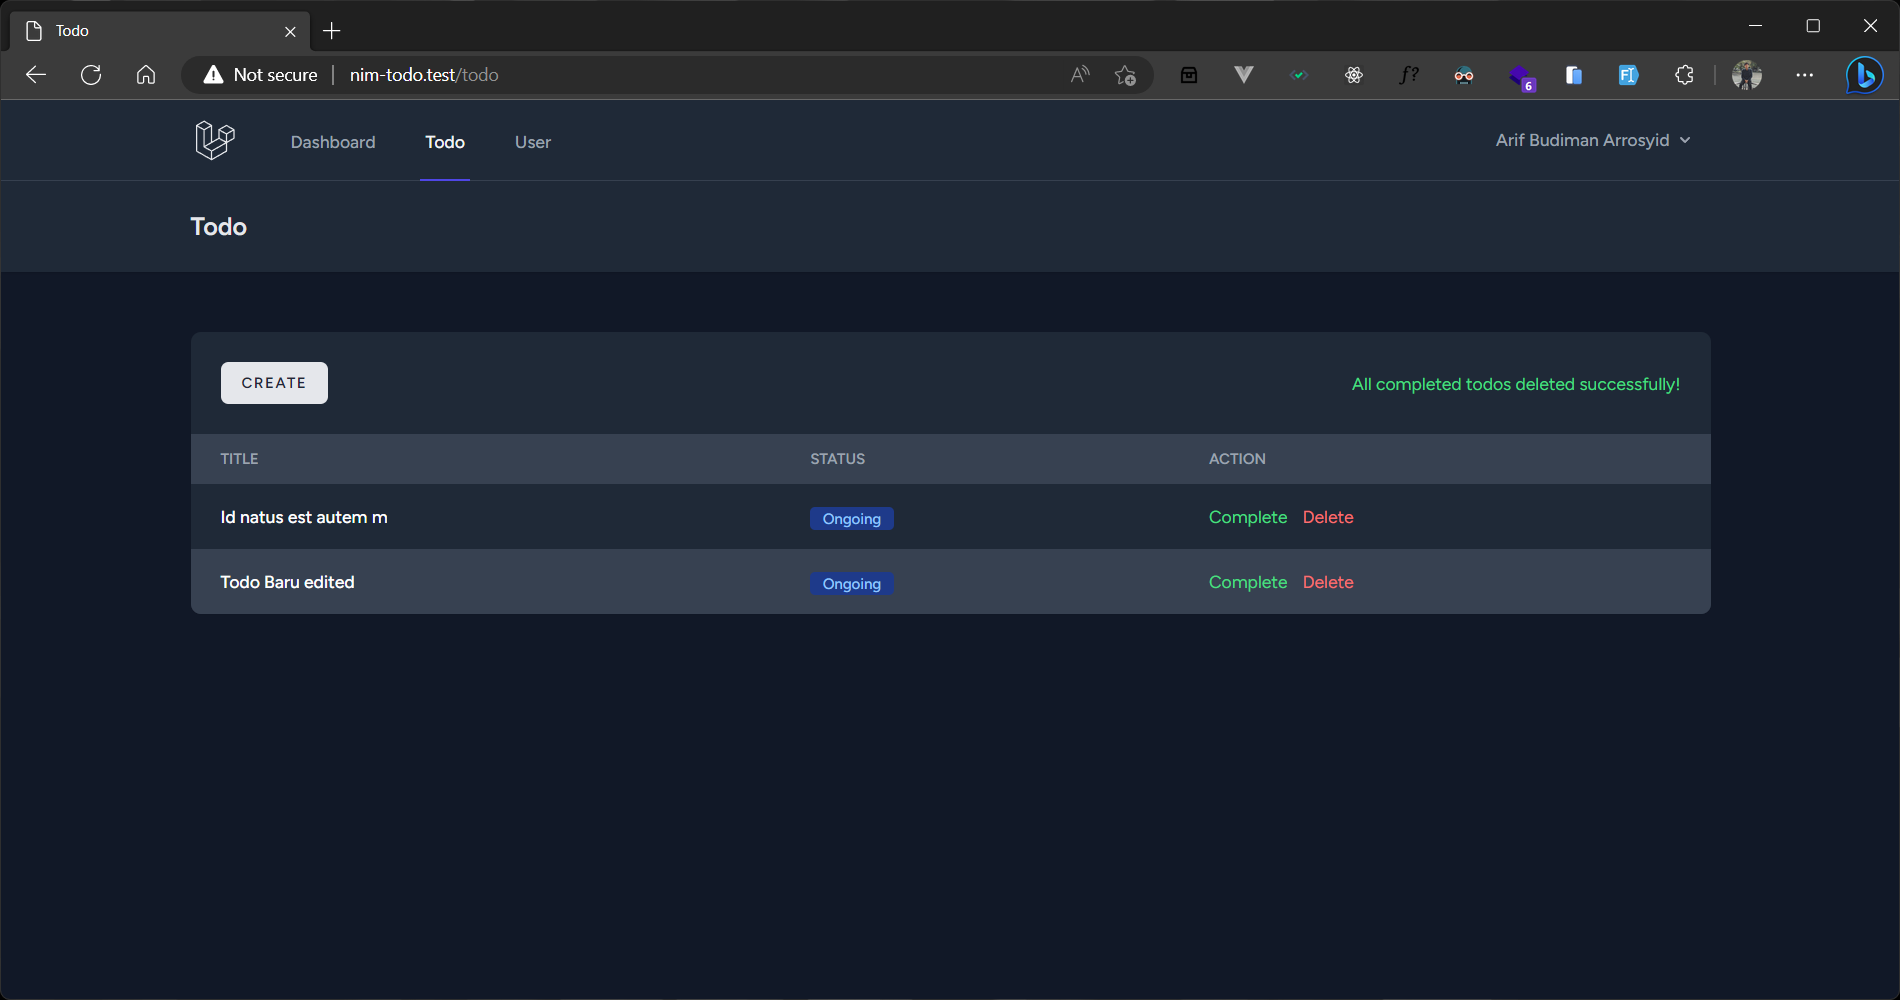 Todo
Not secure | nim-todo.test/todo
6
Dashboard Todo User Arif Budiman Arrosyid
Todo
CREATE All completed todos deleted successfully!
TITLE STATUS ACTION
Id natus est autem m Ongoing Complete Delete
Todo Baru edited Ongoing Complete Delete